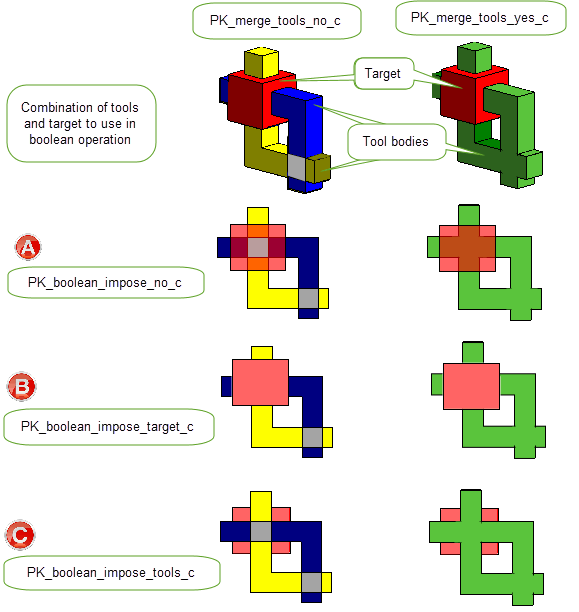 PK_merge_tools_no_c
PK_merge_tools_yes_c
Target
Combination of tools
and target to use in
boolean operation
Tool bodies
A
PK_boolean_impose_no_c
B
PK_boolean_impose_target_c
C
PK_boolean_impose_tools_c